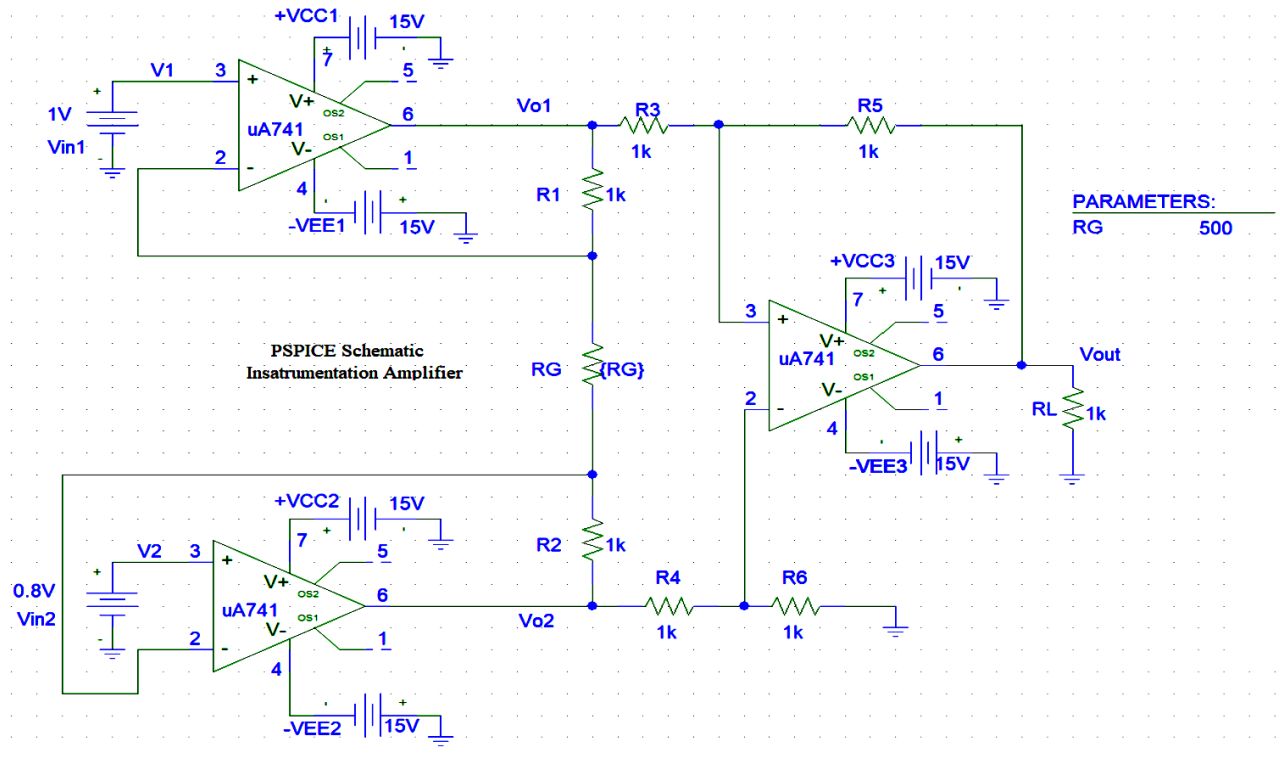 +VCC1 15V
+ -
7
V1 3 + 5
+
1V
Vin1
-
V+ OS2
uA741 6
OS1
V-
2 - 1
4
- +
-VEE1 15V
Vo1
R3
1k
R5
1k
R1 1k
PARAMETERS:
RG 500
+VCC3 15V
+ -
7
3 + 5
V+ OS2
uA741 6
OS1
V-
2 - 1
4
- +
-VEE3 15V
Vout
RL 1k
PSPICE Schematic
Insatrumentation Amplifier
RG {RG}
+VCC2 15V
+ -
7
V2 3 + 5
+
0.8V
Vin2
-
V+ OS2
uA741 6
OS1
V-
2 - 1
4
- +
-VEE2 15V
R2 1k
Vo2
R4
1k
R6
1k